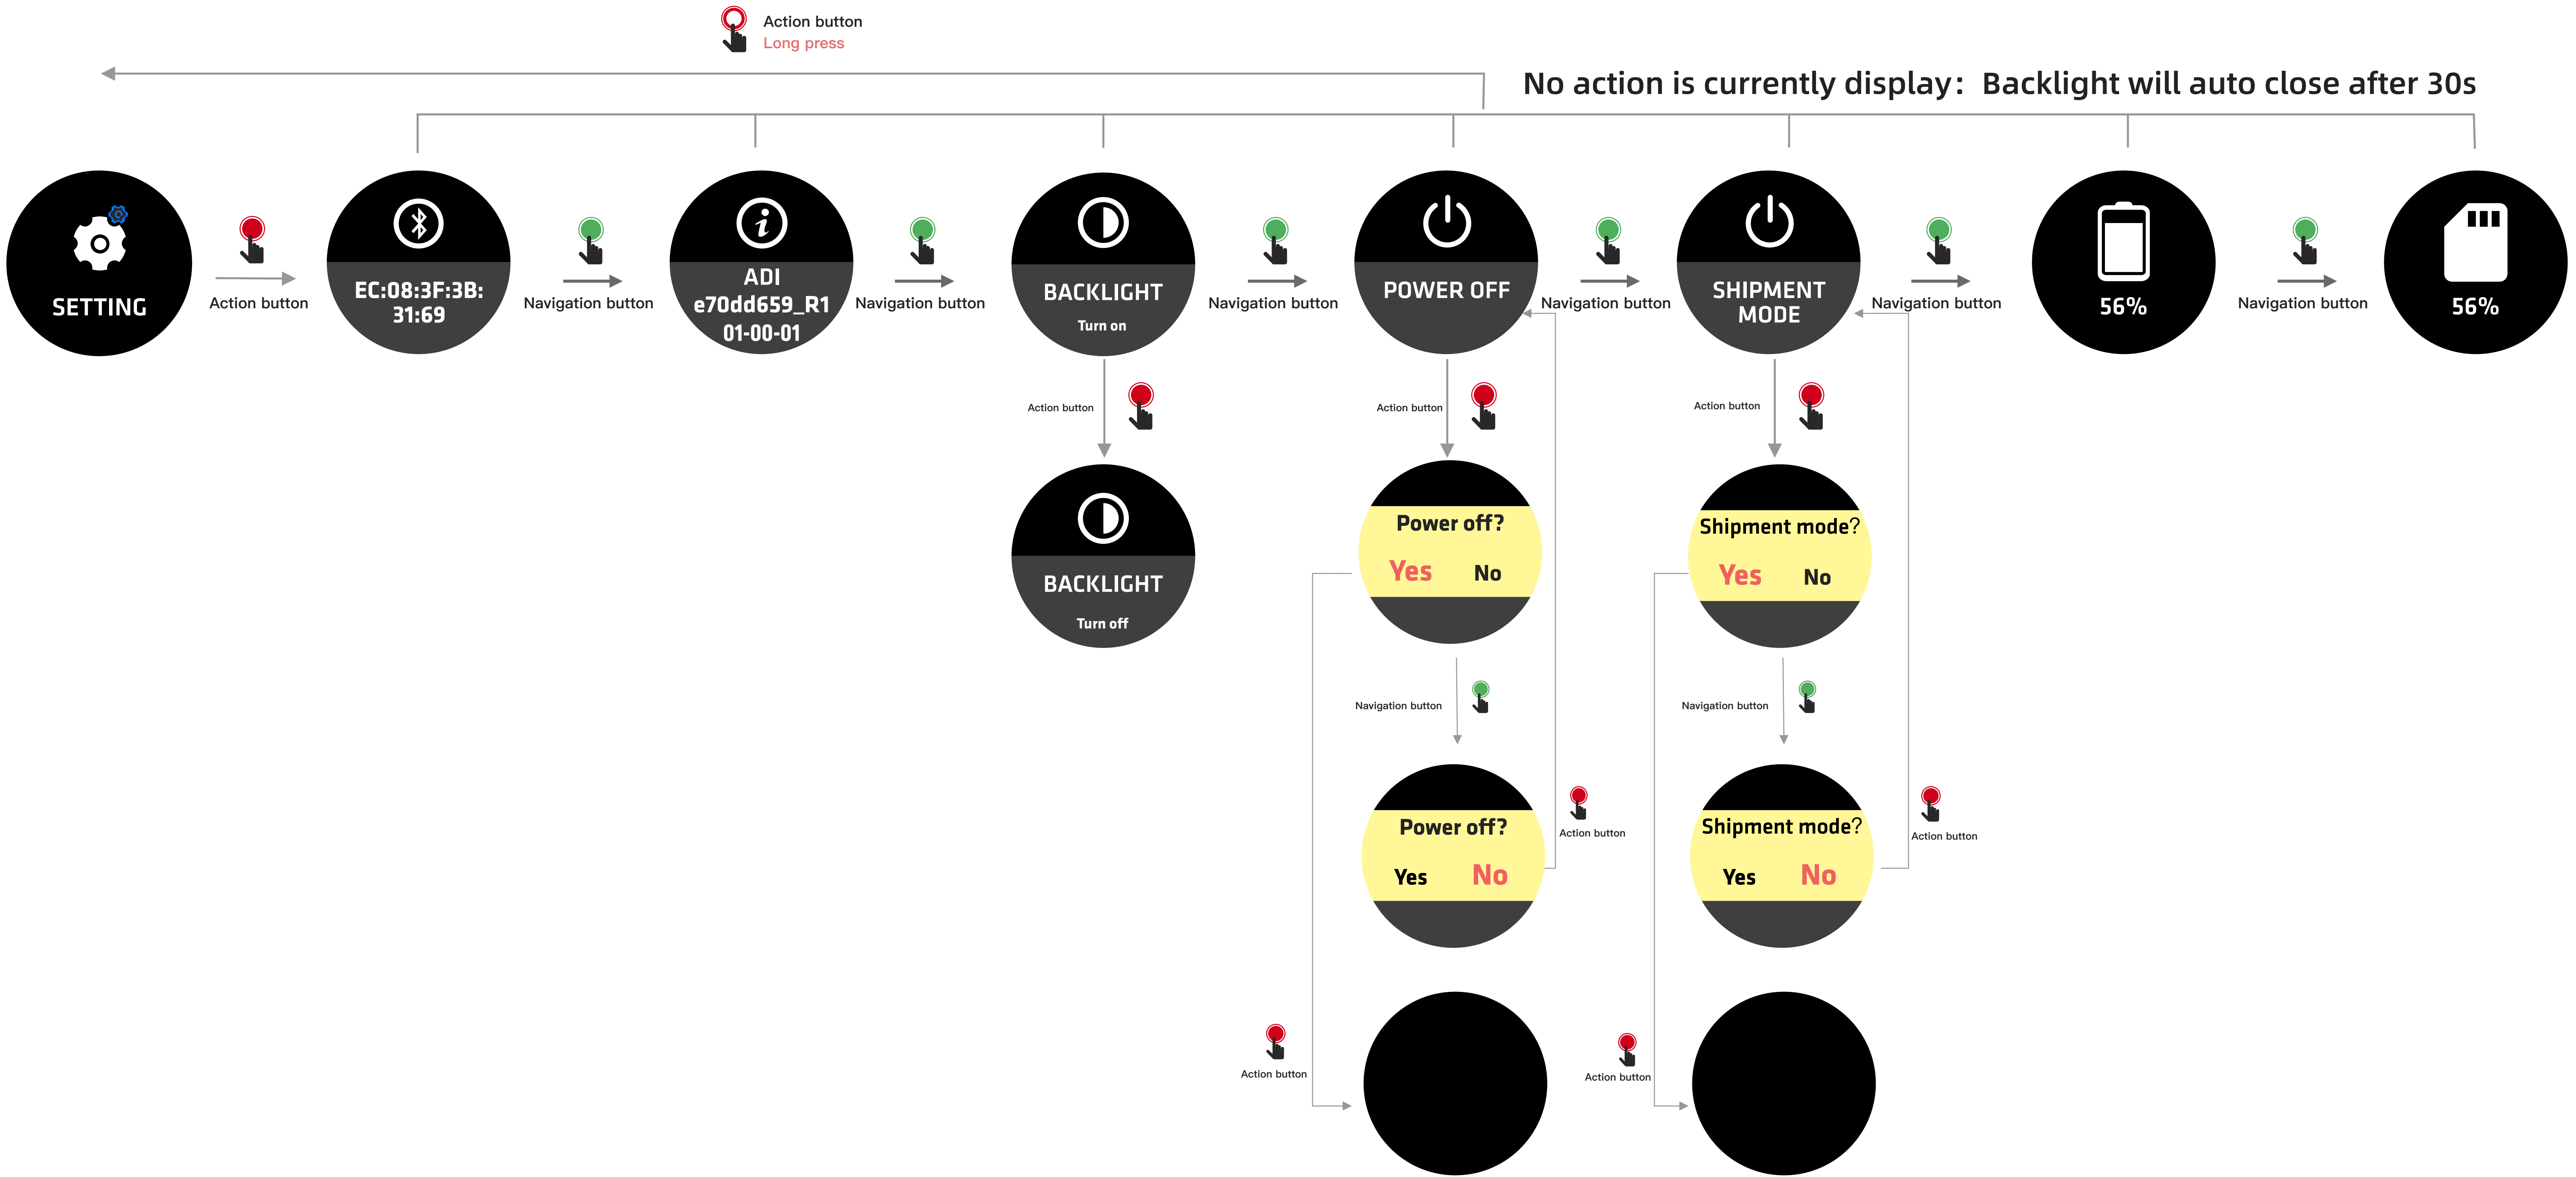 Action button
Long press
No action is currently display: Backlight will auto close after 30s
SETTING
Action button
EC:08:3F:3B:
31:69
Navigation button
ADI
e70dd659_R1
01-00-01
Navigation button
BACKLIGHT
Turn on
Navigation button
POWER OFF
Navigation button
SHIPMENT
MODE
Navigation button
56%
Navigation button
56%
Action button
Action button
Action button
BACKLIGHT
Turn off
Power off?
Yes No
Shipment mode?
Yes No
Navigation button
Navigation button
Power off?
Yes No
Action button
Shipment mode?
Yes No
Action button
Action button
Action button